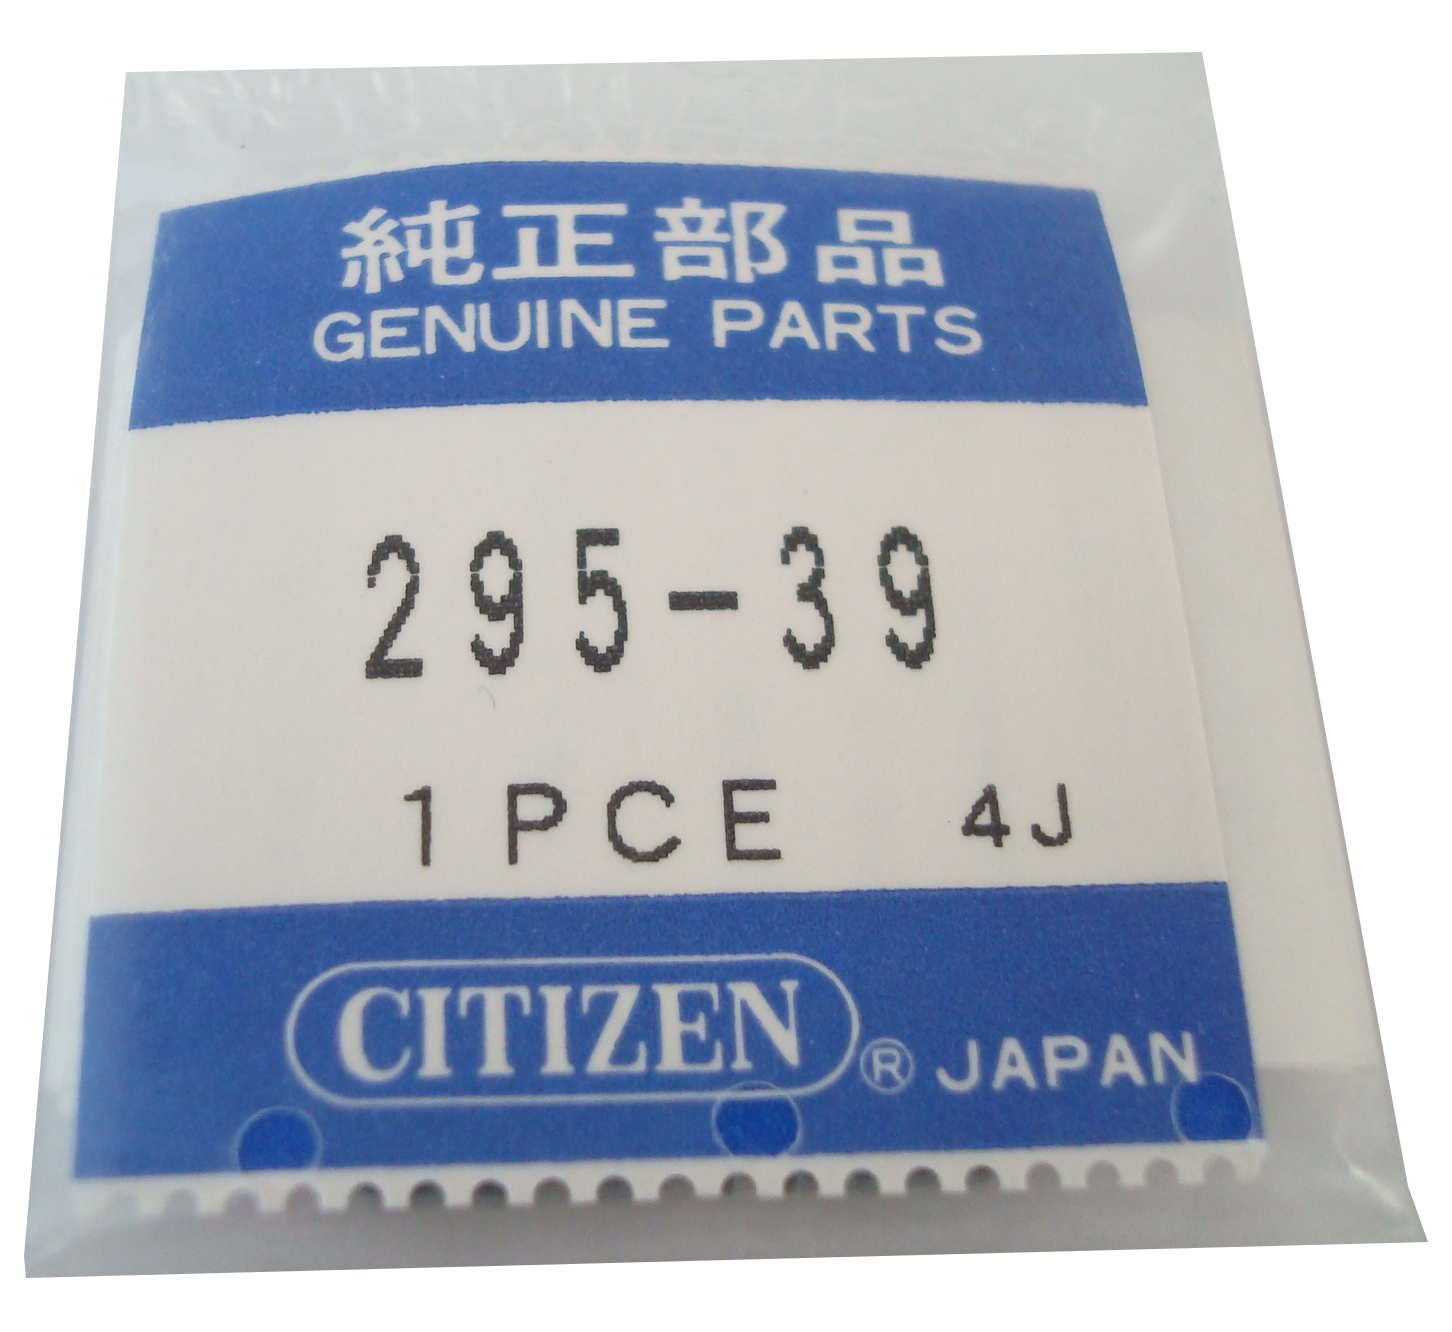 純正部品
GENUINE PARTS
295-39
1PCE 4J
CITIZEN ® JAPAN